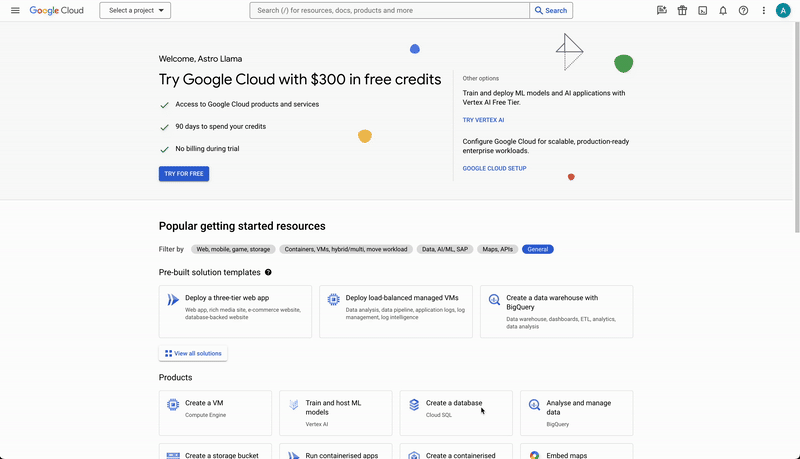 Google Cloud
Select a project
Search (/) for resources, docs, products and more
Search
A
Welcome, Astro Llama
Try Google Cloud with $300 in free credits
Access to Google Cloud products and services
90 days to spend your credits
No billing during trial
TRY FOR FREE
Other options
Train and deploy ML models and AI applications with
Vertex AI Free Tier.
TRY VERTEX AI
Configure Google Cloud for scalable, production-ready
enterprise workloads.
GOOGLE CLOUD SETUP
Popular getting started resources
Filter by
Web, mobile, game, storage
Containers, VMs, hybrid/multi, move workload
Data, AI/ML, SAP
Maps, APIs
General
Pre-built solution templates
Deploy a three-tier web app
Web app, rich media site, e-commerce website,
database-backed website
Deploy load-balanced managed VMs
Data analysis, data pipeline, application logs, log
management, log intelligence
Create a data warehouse with
BigQuery
Data warehouse, dashboards, ETL, analytics,
data analysis
View all solutions
Products
Create a VM
Compute Engine
Train and host ML
models
Vertex AI
Create a database
Cloud SQL
Analyse and manage
data
BigQuery
Create a storage bucket
Run containerised apps
Create a containerised
Embed maps